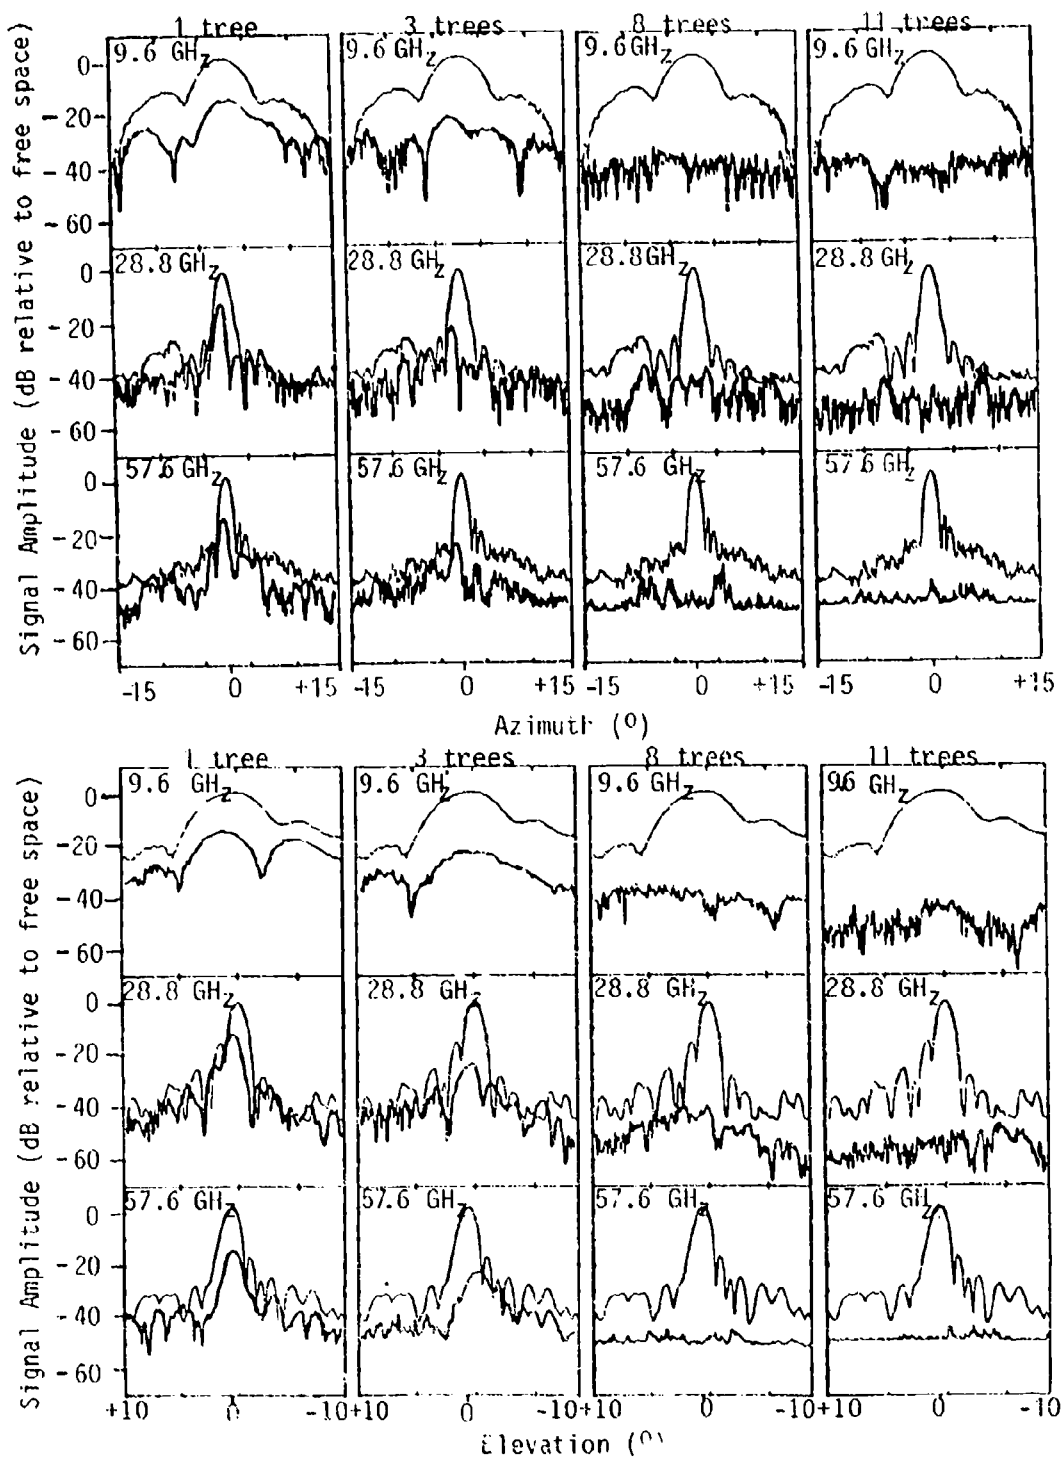 1 tree 3 trees 8 trees 11 trees
Signal Amplitude (dB relative to free space)
9.6 GHz 9.6 GHz 9.6 GHz 9.6 GHz
0
-20
-40
-60
28.8 GHz 28.8 GHz 28.8 GHz 28.8 GHz
0
-20
-40
-60
57.6 GHz 57.6 GHz 57.6 GHz 57.6 GHz
0
-20
-40
-60
-15 0 +15 -15 0 +15 -15 0 +15 -15 0 +15
Azimuth (º)
1 tree 3 trees 8 trees 11 trees
Signal Amplitude (dB relative to free space)
9.6 GHz 9.6 GHz 9.6 GHz 9.6 GHz
0
-20
-40
-60
28.8 GHz 28.8 GHz 28.8 GHz 28.8 GHz
0
-20
-40
-60
57.6 GHz 57.6 GHz 57.6 GHz 57.6 GHz
0
-20
-40
-60
+10 0 -10 +10 0 -10 +10 0 -10 +10 0 -10
Elevation (º)